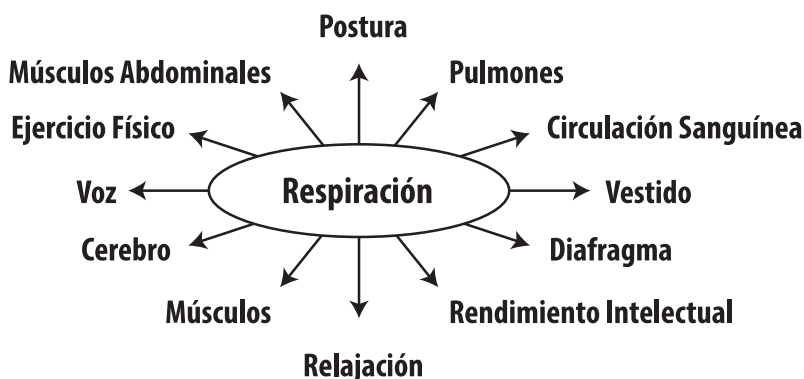 Postura
Músculos Abdominales
Pulmones
Ejercicio Físico
Circulación Sanguínea
Voz
Respiración
Vestido
Cerebro
Diafragma
Músculos
Rendimiento Intelectual
Relajación